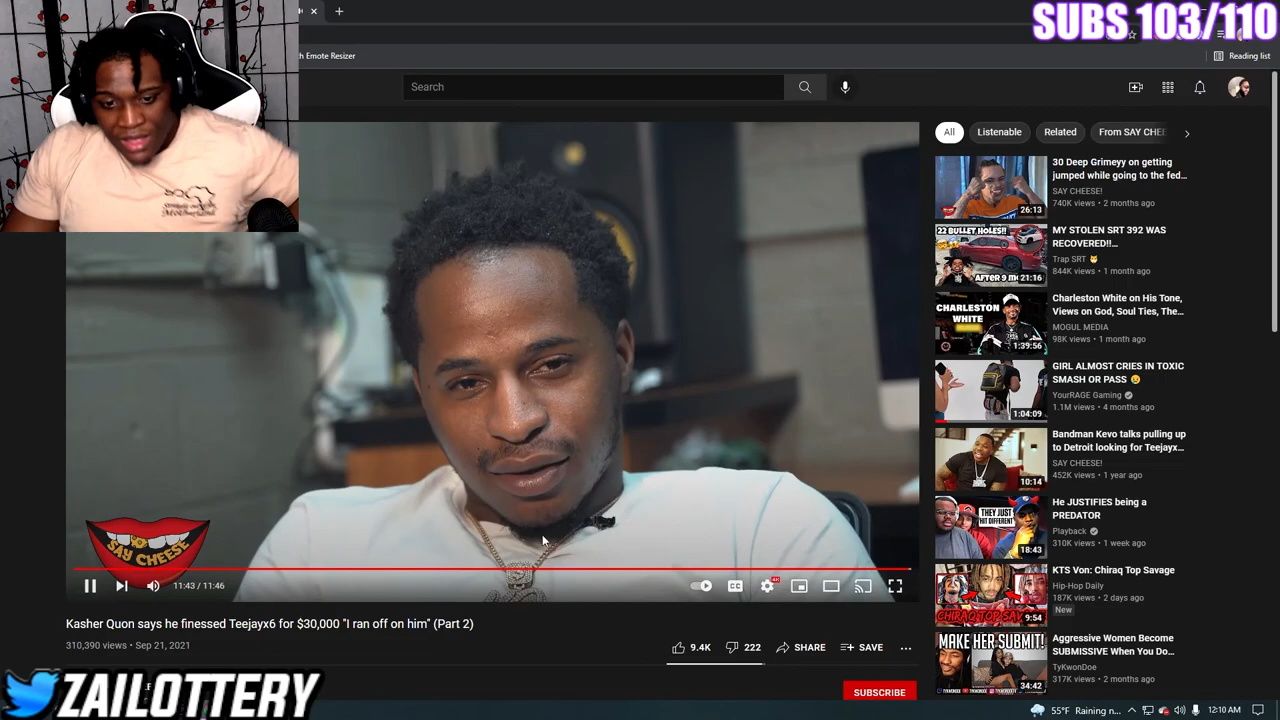 SUBS 103/110
h Emote Resizer
Reading list
Search
All
Listenable
Related
From SAY CHEE
30 Deep Grimeyy on getting
jumped while going to the fed...
SAY CHEESE!
740K views • 2 months ago
26:13
22 BULLET HOLES!!
MY STOLEN SRT 392 WAS
RECOVERED!!...
Trap SRT
844K views • 1 month ago
21:16
CHARLESTON
WHITE
Charleston White on His Tone,
Views on God, Soul Ties, The...
MOGUL MEDIA
98K views • 1 month ago
1:39:56
GIRL ALMOST CRIES IN TOXIC
SMASH OR PASS 😢
YourRAGE Gaming
1.1M views • 4 months ago
1:04:09
Bandman Kevo talks pulling up
to Detroit looking for Teejayx...
SAY CHEESE!
452K views • 1 year ago
10:14
THEY JUST
HIT DIFFERENT
He JUSTIFIES being a
PREDATOR
Playback
310K views • 1 week ago
18:43
KTS Von: Chiraq Top Savage
Hip-Hop Daily
187K views • 2 days ago
New
CHIRAQ TOP SAV
9:54
MAKE HER SUBMIT!
Aggressive Women Become
SUBMISSIVE When You Do...
TyKwonDoe
317K views • 2 months ago
34:42
SAY CHEESE
11:43 / 11:46
CC
4K
Kasher Quon says he finessed Teejayx6 for $30,000 "I ran off on him" (Part 2)
310,390 views • Sep 21, 2021
9.4K
222
SHARE
SAVE
SUBSCRIBE
ZAILOTTERY
55°F Raining n...
12:10 AM